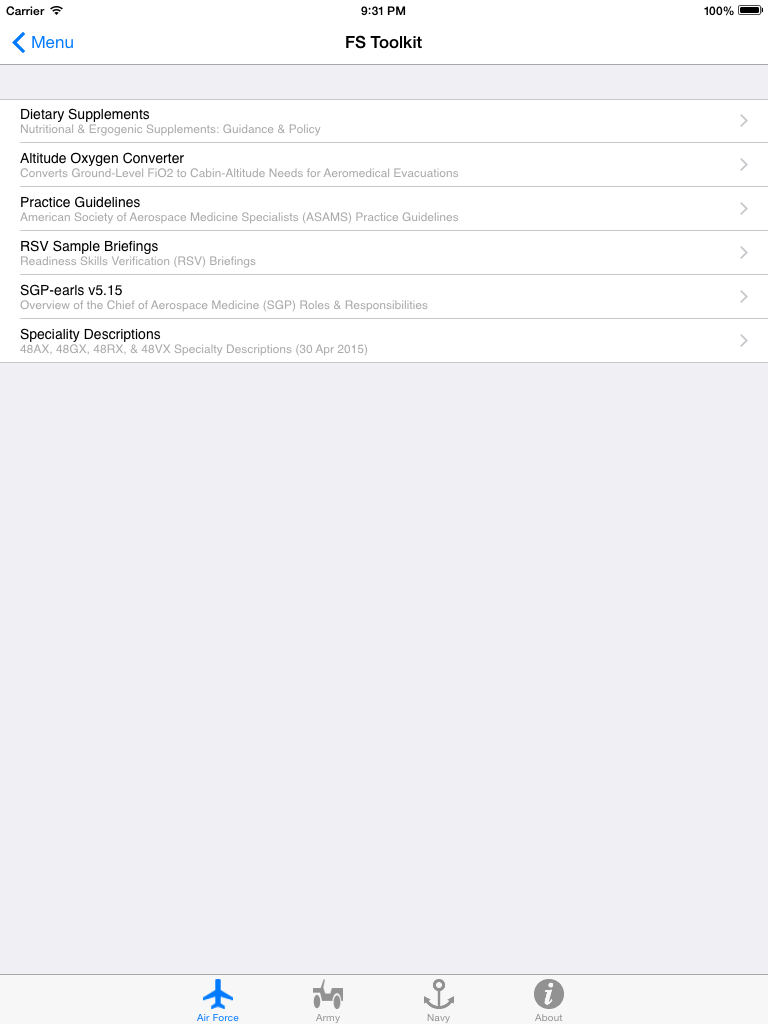 Carrier 9:31 PM 100%
Menu FS Toolkit
Dietary Supplements
Nutritional & Ergogenic Supplements: Guidance & Policy
Altitude Oxygen Converter
Converts Ground-Level FiO2 to Cabin-Altitude Needs for Aeromedical Evacuations
Practice Guidelines
American Society of Aerospace Medicine Specialists (ASAMS) Practice Guidelines
RSV Sample Briefings
Readiness Skills Verification (RSV) Briefings
SGP-earls v5.15
Overview of the Chief of Aerospace Medicine (SGP) Roles & Responsibilities
Speciality Descriptions
48AX, 48GX, 48RX, & 48VX Specialty Descriptions (30 Apr 2015)
Air Force Army Navy About